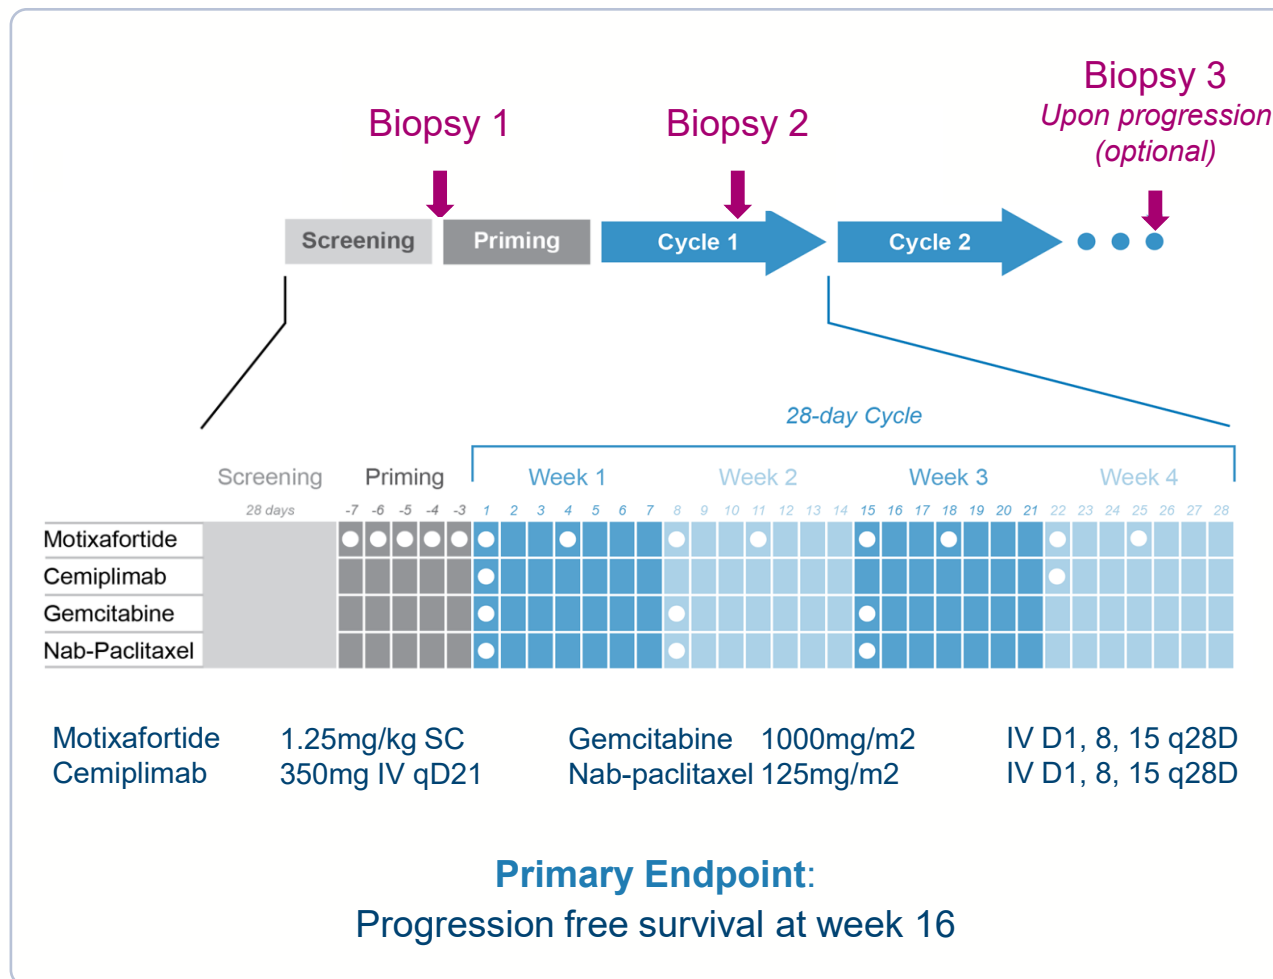 Biopsy 3
Upon progression
(optional)
Biopsy 1
Biopsy 2
Screening
Priming
Cycle 1
Cycle 2
28-day Cycle
Screening
Priming
Week 1
Week 2
Week 3
Week 4
28 days -7 -6 -5 -4 -3 1 2 3 4 5 6 7 8 9 10 11 12 13 14 15 16 17 18 19 20 21 22 23 24 25 26 27 28
Motixafortide
Cemiplimab
Gemcitabine
Nab-Paclitaxel
Motixafortide 1.25mg/kg SC Gemcitabine 1000mg/m2 IV D1, 8, 15 q28D
Cemiplimab 350mg IV qD21 Nab-paclitaxel 125mg/m2 IV D1, 8, 15 q28D
Primary Endpoint:
Progression free survival at week 16